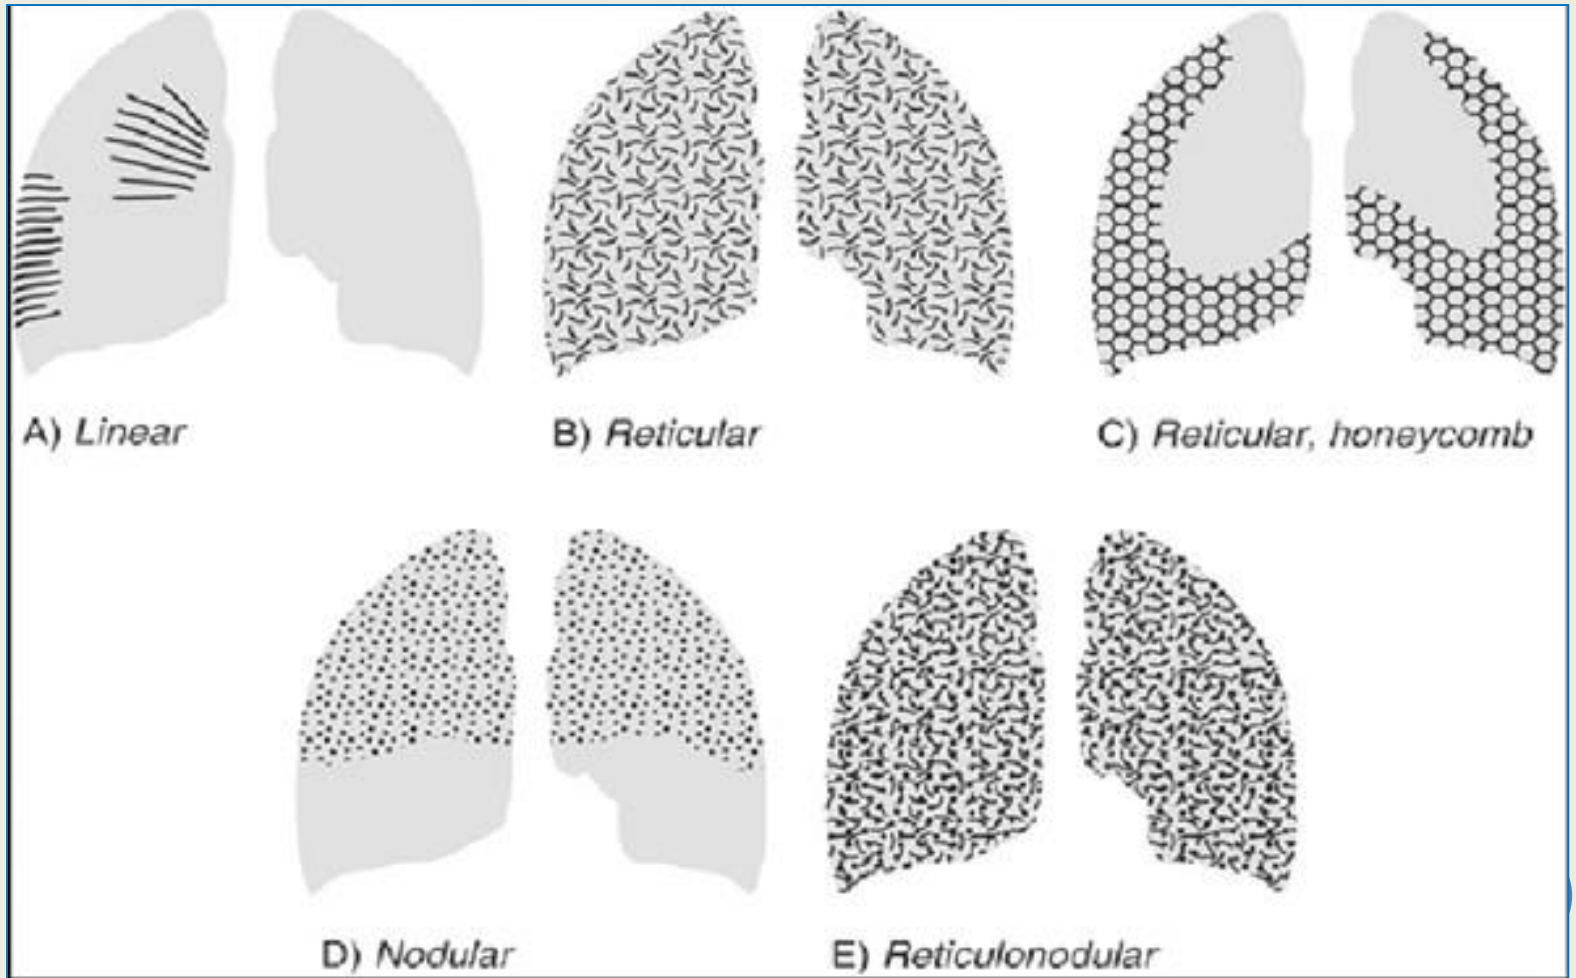 A) Linear
B) Reticular
C) Reticular, honeycomb
D) Nodular
E) Reticulonodular